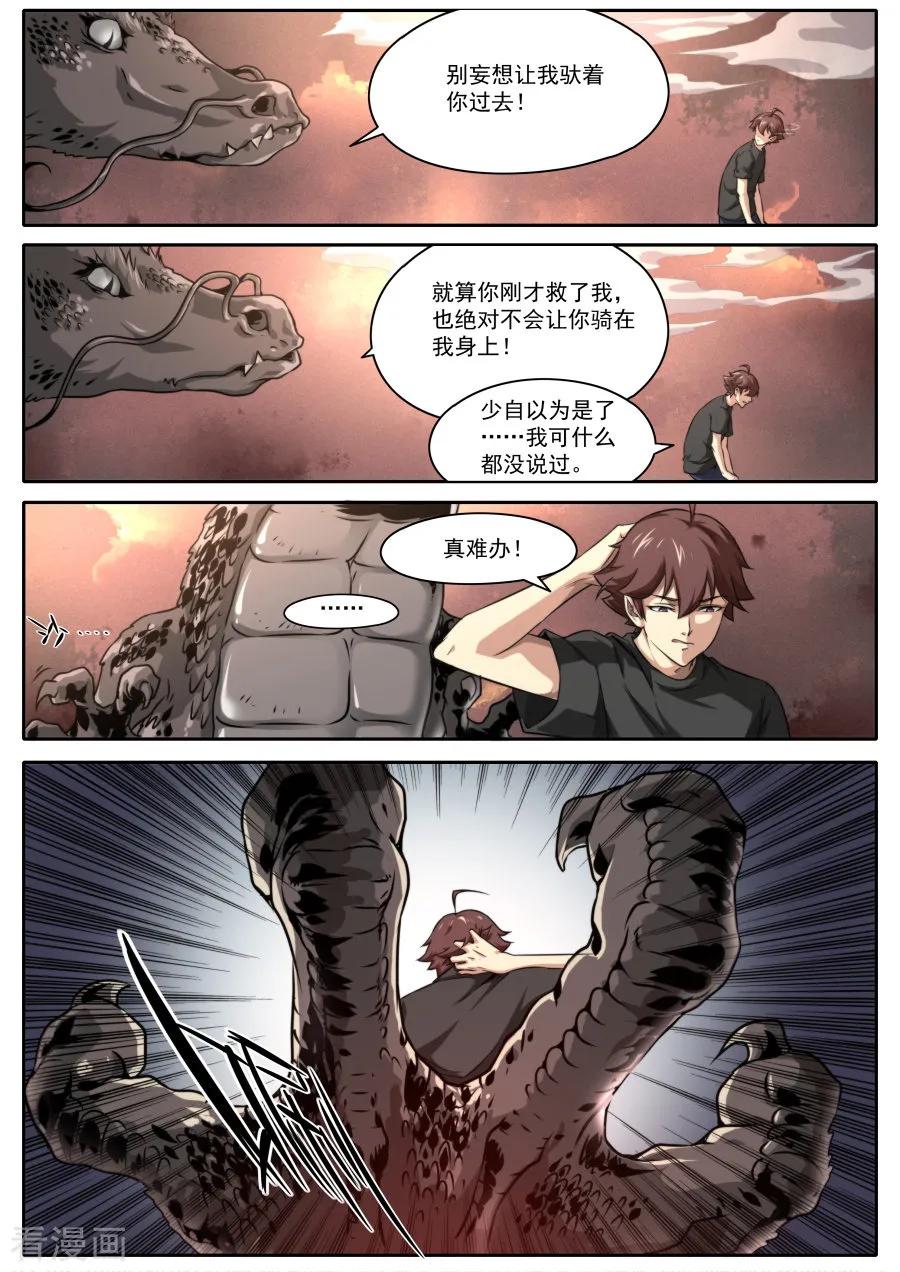 别妄想让我驮着
你过去！
就算你刚才救了我，
也绝对不会让你骑在
我身上！
少自以为是了
……我可什么
都没说过。
真难办！
……
看漫画